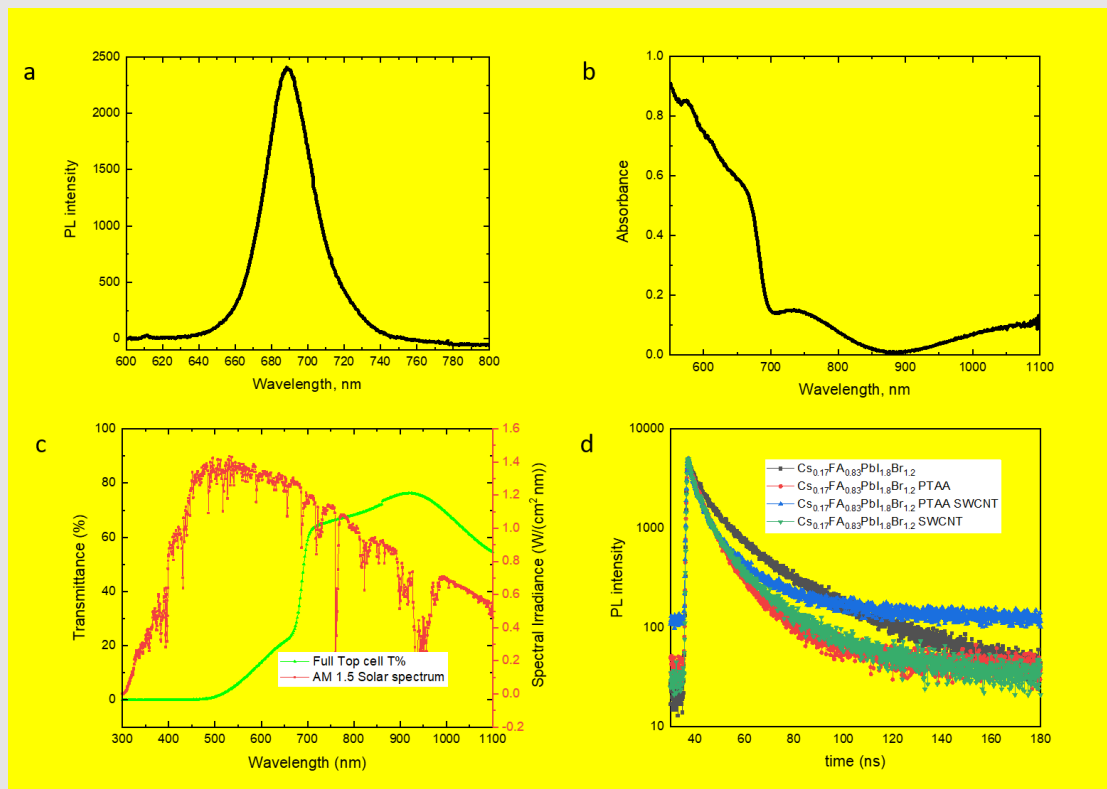 a
2500
2000
1500
1000
500
0
PL intensity
600 620 640 660 680 700 720 740 760 780 800
Wavelength, nm
b
1.0
0.8
0.6
0.4
0.2
0.0
Absorbance
600 700 800 900 1000 1100
Wavelength, nm
c
100
80
60
40
20
0
Transmittance (%)
300 400 500 600 700 800 900 1000 1100
Wavelength (nm)
1.6
1.4
1.2
1.0
0.8
0.6
0.4
0.2
0.0
-0.2
Spectral Irradiance (W/(cm² nm))
Full Top cell T%
AM 1.5 Solar spectrum
d
10000
1000
100
10
PL intensity
40 60 80 100 120 140 160 180
time (ns)
Cs₀.₁₇FA₀.₈₃PbI₁.₈Br₁.₂
Cs₀.₁₇FA₀.₈₃PbI₁.₈Br₁.₂ PTAA
Cs₀.₁₇FA₀.₈₃PbI₁.₈Br₁.₂ PTAA SWCNT
Cs₀.₁₇FA₀.₈₃PbI₁.₈Br₁.₂ SWCNT